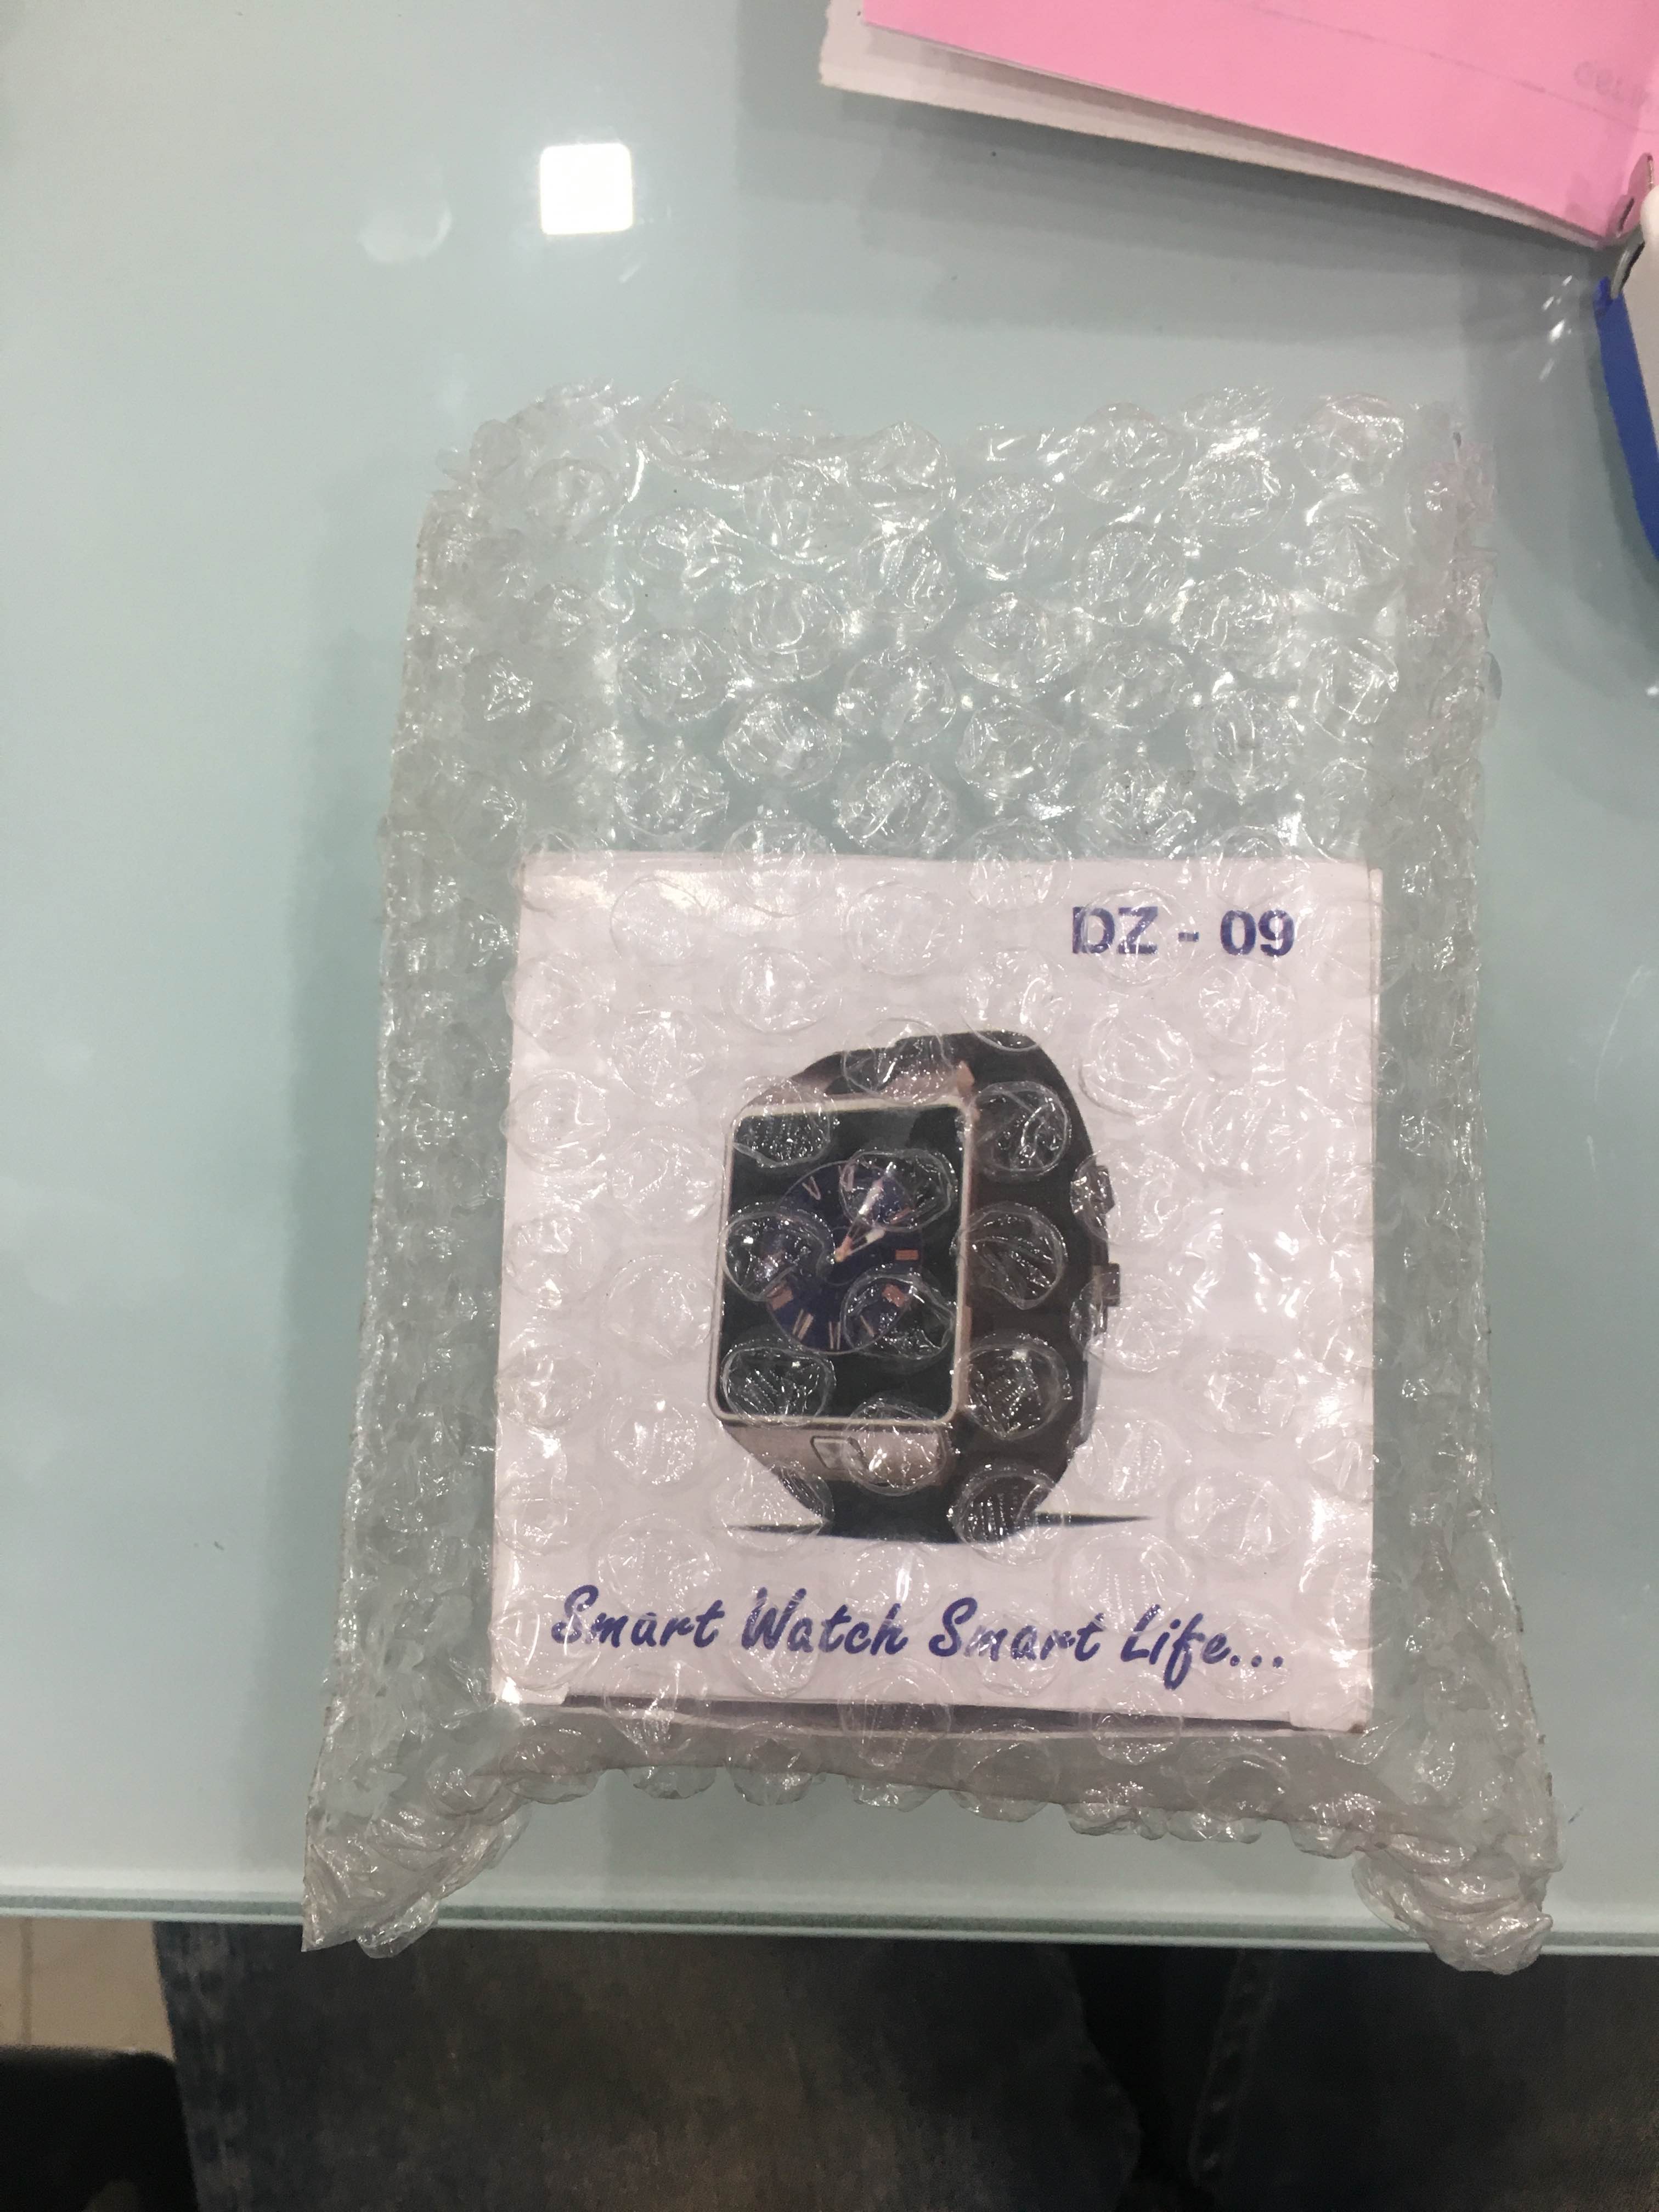 DZ - 09
Smart Watch Smart Life...